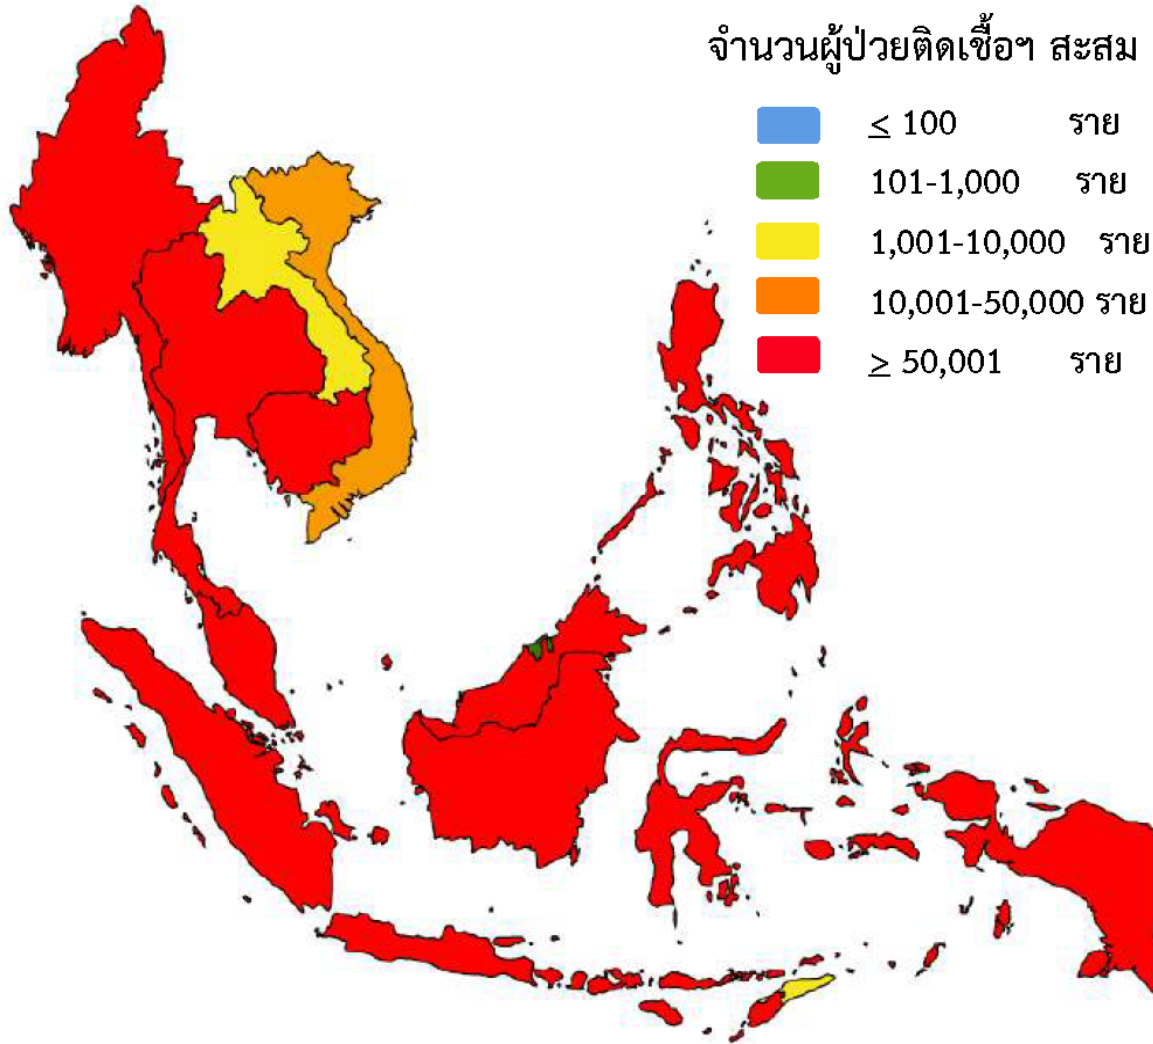 จำนวนผู้ป่วยติดเชื้อฯ สะสม
≤ 100 ราย
101-1,000 ราย
1,001-10,000 ราย
10,001-50,000 ราย
≥ 50,001 ราย